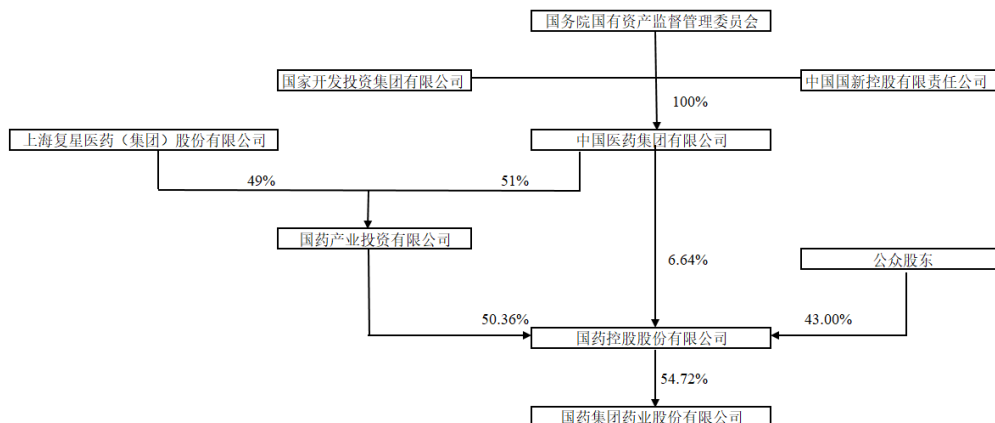 国务院国有资产监督管理委员会
国家开发投资集团有限公司
中国国新控股有限责任公司
100%
上海复星医药（集团）股份有限公司
中国医药集团有限公司
49%
51%
国药产业投资有限公司
6.64%
公众股东
50.36%
43.00%
国药控股股份有限公司
54.72%
国药集团药业股份有限公司